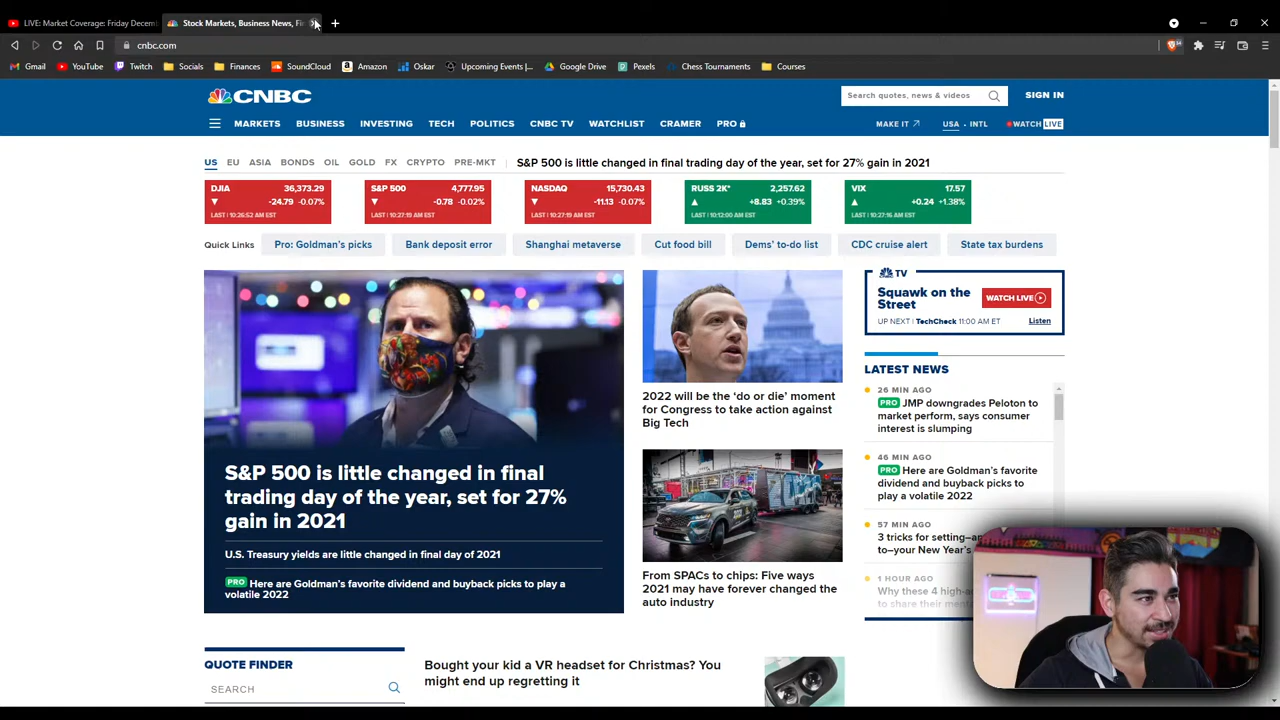 LIVE: Market Coverage: Friday Decem
Stock Markets, Business News, Fin
cnbc.com
Gmail
YouTube
Twitch
Socials
Finances
SoundCloud
Amazon
Oskar
Upcoming Events |...
Google Drive
Pexels
Chess Tournaments
Courses
CNBC
Search quotes, news & videos
SIGN IN
MARKETS
BUSINESS
INVESTING
TECH
POLITICS
CNBC TV
WATCHLIST
CRAMER
PRO
MAKE IT
USA • INTL
WATCH LIVE
US EU ASIA BONDS OIL GOLD FX CRYPTO PRE-MKT
S&P 500 is little changed in final trading day of the year, set for 27% gain in 2021
DJIA 36,373.29
-24.79 -0.07%
LAST | 10:26:52 AM EST
S&P 500 4,777.95
-0.78 -0.02%
LAST | 10:27:19 AM EST
NASDAQ 15,730.43
-11.13 -0.07%
LAST | 10:27:19 AM EST
RUSS 2K* 2,257.62
+8.83 +0.39%
LAST | 10:12:00 AM EST
VIX 17.57
+0.24 +1.38%
LAST | 10:27:16 AM EST
Quick Links
Pro: Goldman's picks
Bank deposit error
Shanghai metaverse
Cut food bill
Dems' to-do list
CDC cruise alert
State tax burdens
S&P 500 is little changed in final
trading day of the year, set for 27%
gain in 2021
U.S. Treasury yields are little changed in final day of 2021
PRO Here are Goldman's favorite dividend and buyback picks to play a
volatile 2022
2022 will be the 'do or die' moment
for Congress to take action against
Big Tech
From SPACs to chips: Five ways
2021 may have forever changed the
auto industry
TV
Squawk on the
Street
WATCH LIVE
UP NEXT | TechCheck 11:00 AM ET
Listen
LATEST NEWS
26 MIN AGO
PRO JMP downgrades Peloton to
market perform, says consumer
interest is slumping
46 MIN AGO
PRO Here are Goldman's favorite
dividend and buyback picks to
play a volatile 2022
57 MIN AGO
3 tricks for setting—an
to—your New Year's
1 HOUR AGO
Why these 4 high-a
to share their ment
QUOTE FINDER
SEARCH
Bought your kid a VR headset for Christmas? You
might end up regretting it